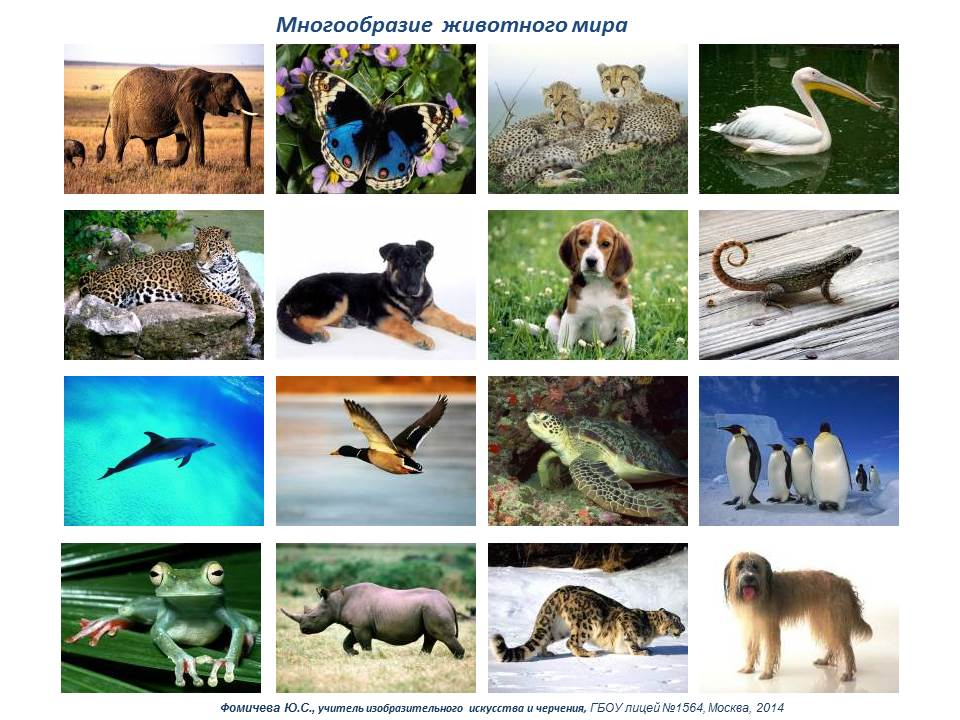 Многообразие животного мира
Фомичева Ю.С., учитель изобразительного искусства и черчения, ГБОУ лицей №1564, Москва, 2014